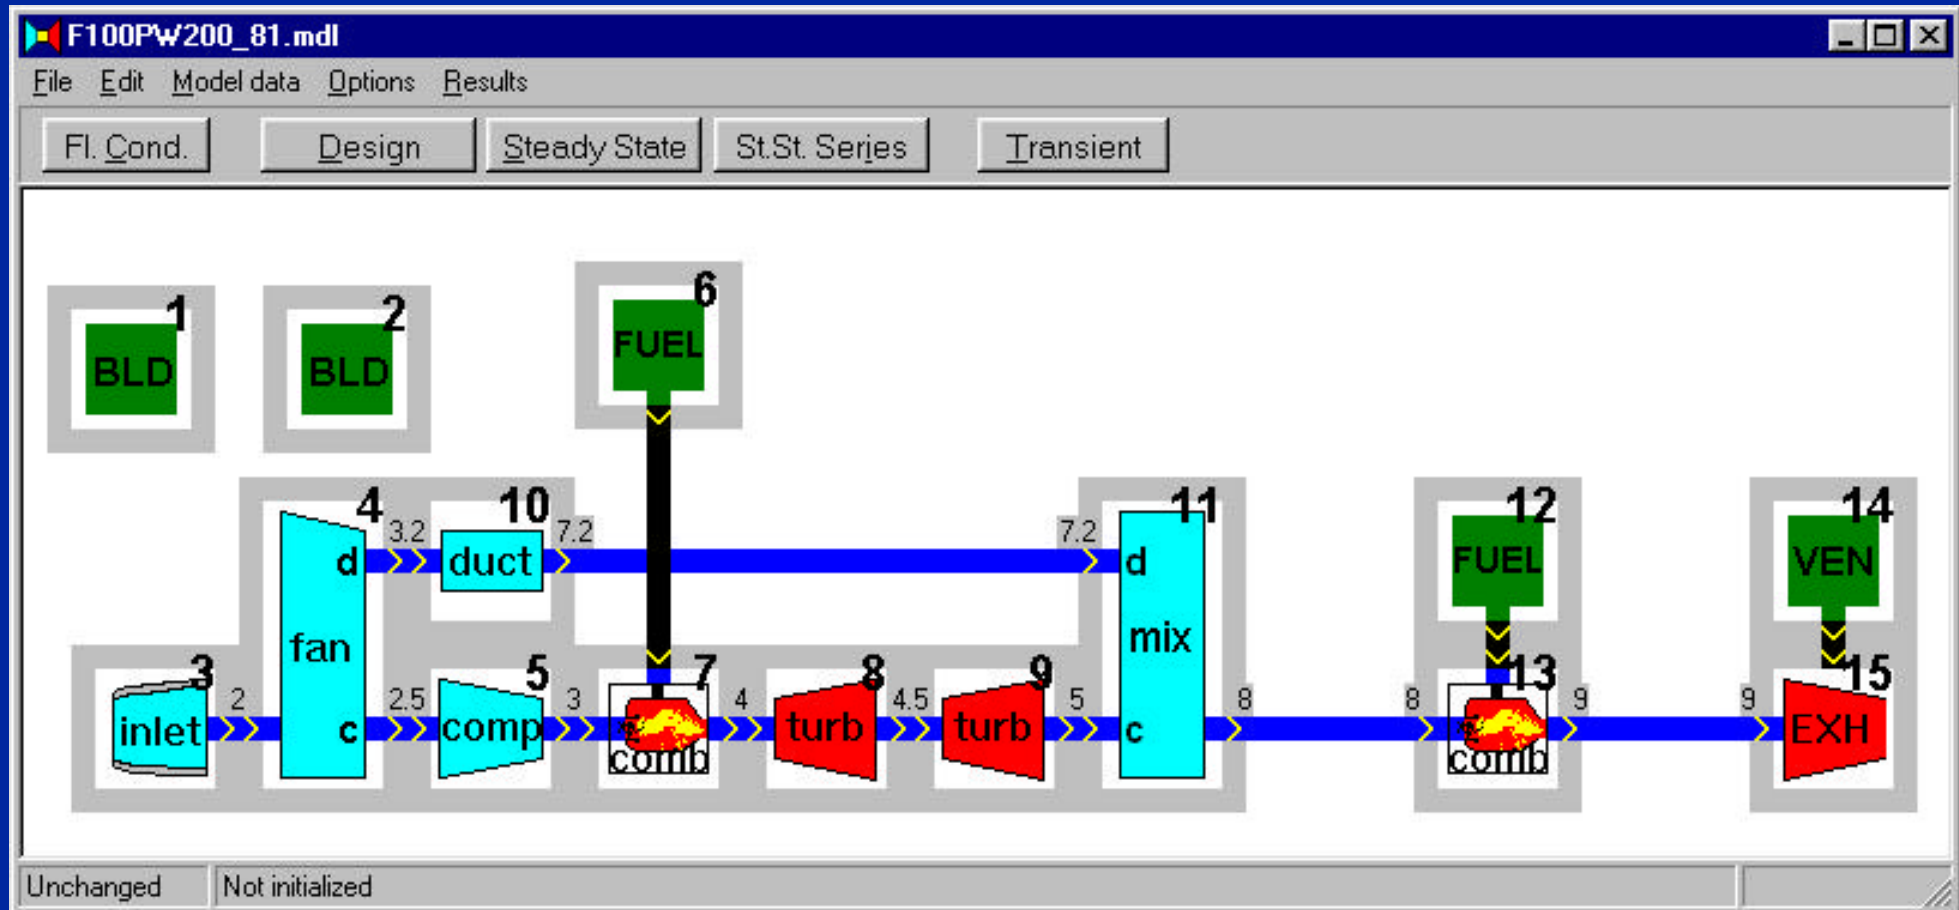 F100PW200_81.mdl
File Edit Model data Options Results
Fl. Cond. Design Steady State St.St. Series Transient
1 2 6
BLD BLD FUEL
4 10 11 12 14
3.2 7.2 7.2
d duct d FUEL VEN
fan mix
3 5 7 8 9 13 15
2 2.5 3 4 4.5 5 8 8 9 9
inlet c comp comb turb turb c comb EXH
Unchanged Not initialized